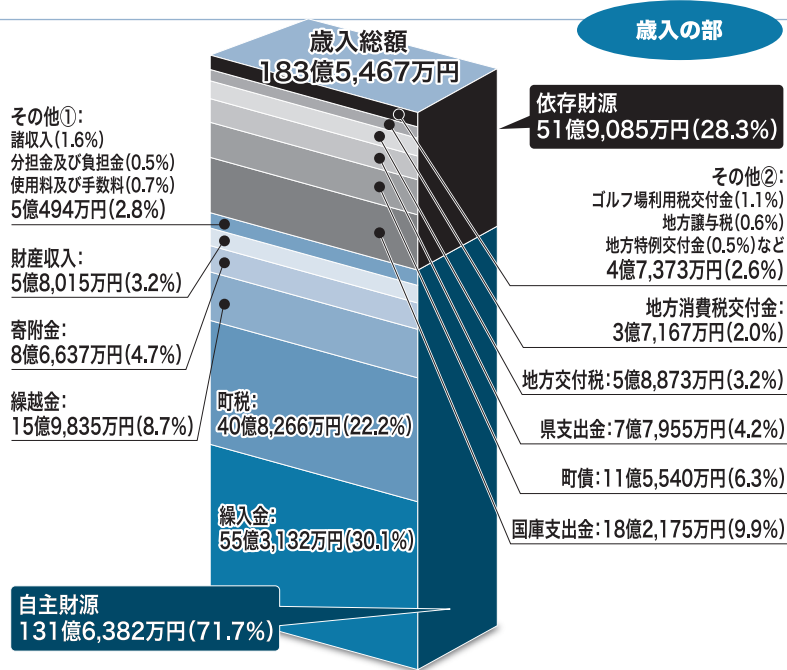 歳入の部
歳入総額
183億5,467万円
依存財源
51億9,085万円(28.3%)
その他①:
諸収入(1.6%)
分担金及び負担金(0.5%)
使用料及び手数料(0.7%)
5億494万円(2.8%)
財産収入:
5億8,015万円(3.2%)
寄附金:
8億6,637万円(4.7%)
繰越金:
15億9,835万円(8.7%)
町税:
40億8,266万円(22.2%)
繰入金:
55億3,132万円(30.1%)
自主財源
131億6,382万円(71.7%)
その他②:
ゴルフ場利用税交付金(1.1%)
地方譲与税(0.6%)
地方特例交付金(0.5%)など
4億7,373万円(2.6%)
地方消費税交付金:
3億7,167万円(2.0%)
地方交付税:5億8,873万円(3.2%)
県支出金:7億7,955万円(4.2%)
町債:11億5,540万円(6.3%)
国庫支出金:18億2,175万円(9.9%)